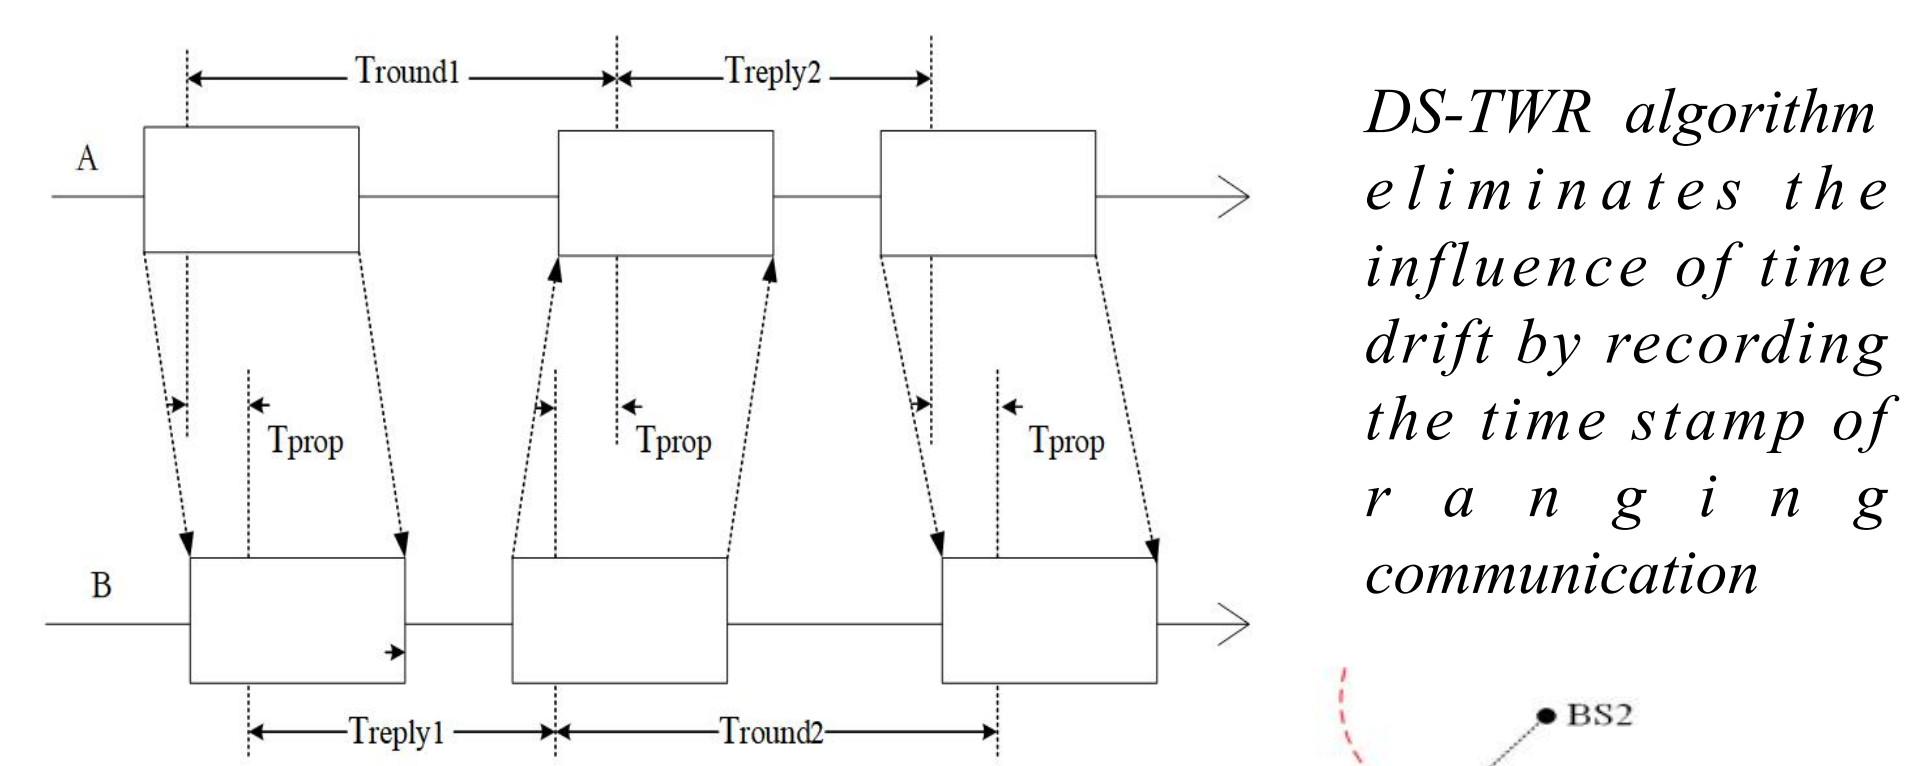 Tround1 Treply2
A
Tprop Tprop Tprop
B
Treply1 Tround2
DS-TWR algorithm
eliminates the
influence of time
drift by recording
the time stamp of
ranging
communication
BS2